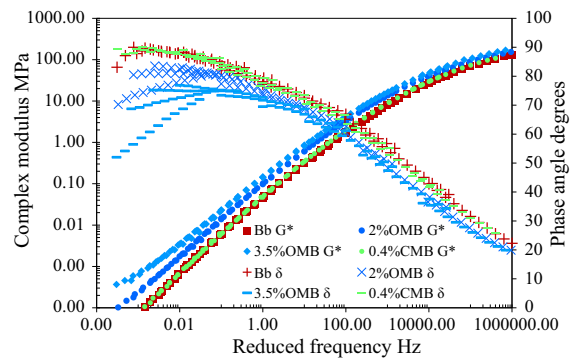 1000.00
100.00
10.00
1.00
0.10
0.01
0.00
Complex modulus MPa
100
90
80
70
60
50
40
30
20
10
0
Phase angle degrees
Bb G*
2%OMB G*
3.5%OMB G*
0.4%CMB G*
Bb δ
2%OMB δ
3.5%OMB δ
0.4%CMB δ
0.00 0.01 1.00 100.00 10000.00 1000000.00
Reduced frequency Hz